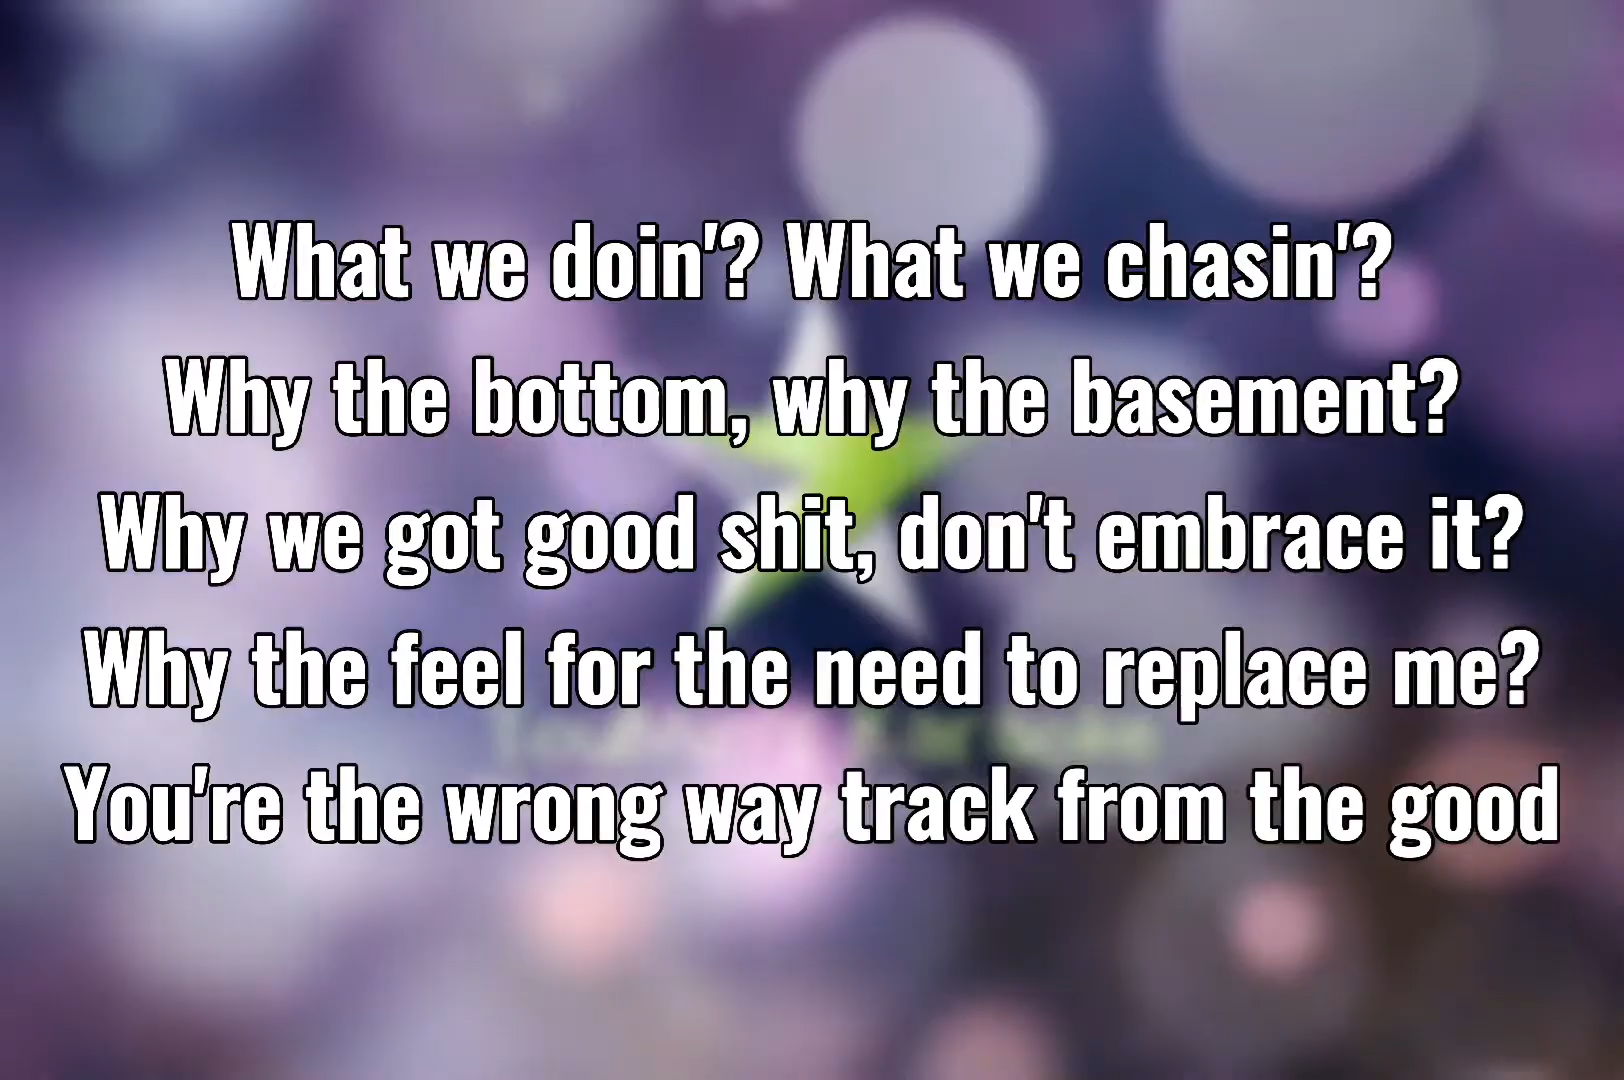 What we doin'? What we chasin'?
Why the bottom, why the basement?
Why we got good shit, don't embrace it?
Why the feel for the need to replace me?
You're the wrong way track from the good